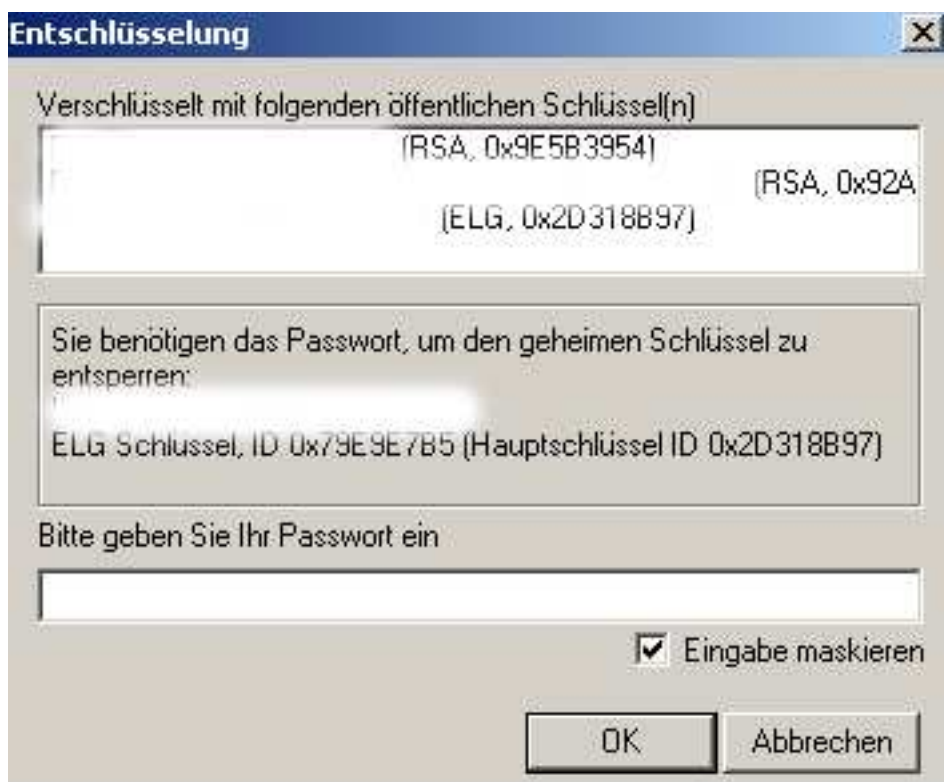 Entschlüsselung
Verschlüsselt mit folgenden öffentlichen Schlüssel(n)
(RSA, 0x9E5B3954)
(RSA, 0x92A
(ELG, 0x2D318B97)
Sie benötigen das Passwort, um den geheimen Schlüssel zu
entsperren:
ELG Schlüssel, ID 0x79E9E7B5 (Hauptschlüssel ID 0x2D318B97)
Bitte geben Sie Ihr Passwort ein
Eingabe maskieren
OK
Abbrechen